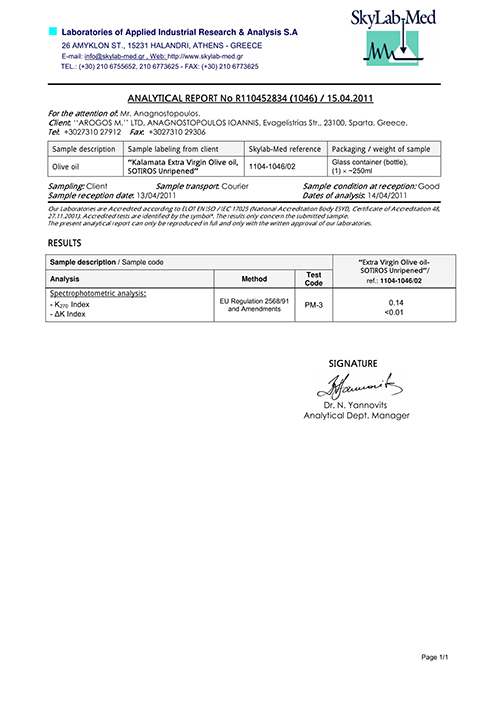 SkyLab-Med
Laboratories of Applied Industrial Research & Analysis S.A
26 AMYKLON ST., 15231 HALANDRI, ATHENS - GREECE
E-mail: info@skylab-med.gr , Web: http://www.skylab-med.gr
TEL.: (+30) 210 6755652, 210 6773625 - FAX: (+30) 210 6773625
ANALYTICAL REPORT No R110452834 (1046) / 15.04.2011
For the attention of: Mr. Anagnostopoulos.
Client: ‘‘AROGOS M.’’ LTD, ANAGNOSTOPOULOS IOANNIS, Evagelistrias Str., 23100, Sparta, Greece.
Tel: +3027310 27912 Fax: +3027310 29306
Sample description Sample labeling from client Skylab-Med reference Packaging / weight of sample
Olive oil "Kalamata Extra Virgin Olive oil, SOTIROS Unripened" 1104-1046/02 Glass container (bottle), (1) × ~250ml
Sampling: Client Sample transport: Courier Sample condition at reception: Good
Sample reception date: 13/04/2011 Dates of analysis: 14/04/2011
Our Laboratories are Accredited according to ELOT EN ISO / IEC 17025 (National Accreditation Body ESYD, Certificate of Accreditation 48,
27.11.2001). Accredited tests are identified by the symbol*. The results only concern the submitted sample.
The present analytical report can only be reproduced in full and only with the written approval of our laboratories.
RESULTS
Sample description / Sample code "Extra Virgin Olive oil-
SOTIROS Unripened"/
ref.: 1104-1046/02
Analysis Method Test Code
Spectrophotometric analysis:
- K270 Index EU Regulation 2568/91 and Amendments PM-3 0.14
- ΔK Index <0.01
SIGNATURE
Dr. N. Yannovits
Analytical Dept. Manager
Page 1/1